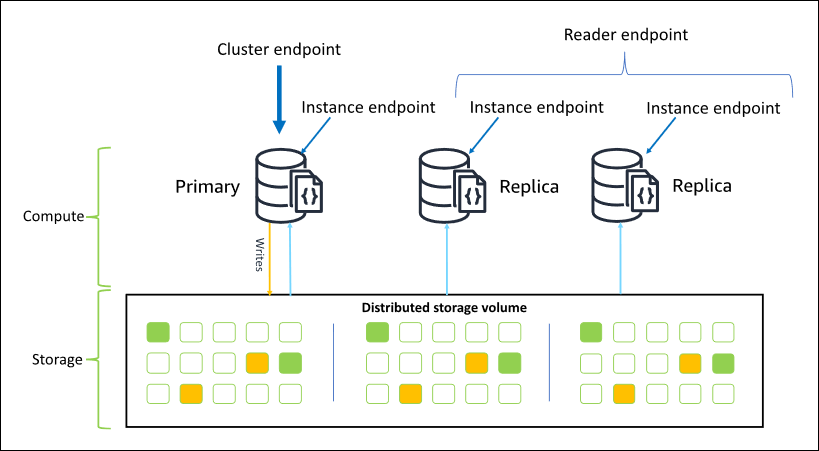 Reader endpoint
Cluster endpoint
Instance endpoint
Instance endpoint
Instance endpoint
Primary
{}
Replica
{}
Replica
{}
Compute
Writes
Distributed storage volume
Storage